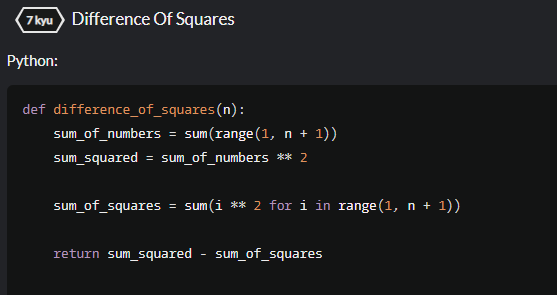 7 kyu Difference Of Squares
Python:
def difference_of_squares(n):
    sum_of_numbers = sum(range(1, n + 1))
    sum_squared = sum_of_numbers ** 2

    sum_of_squares = sum(i ** 2 for i in range(1, n + 1))

    return sum_squared - sum_of_squares